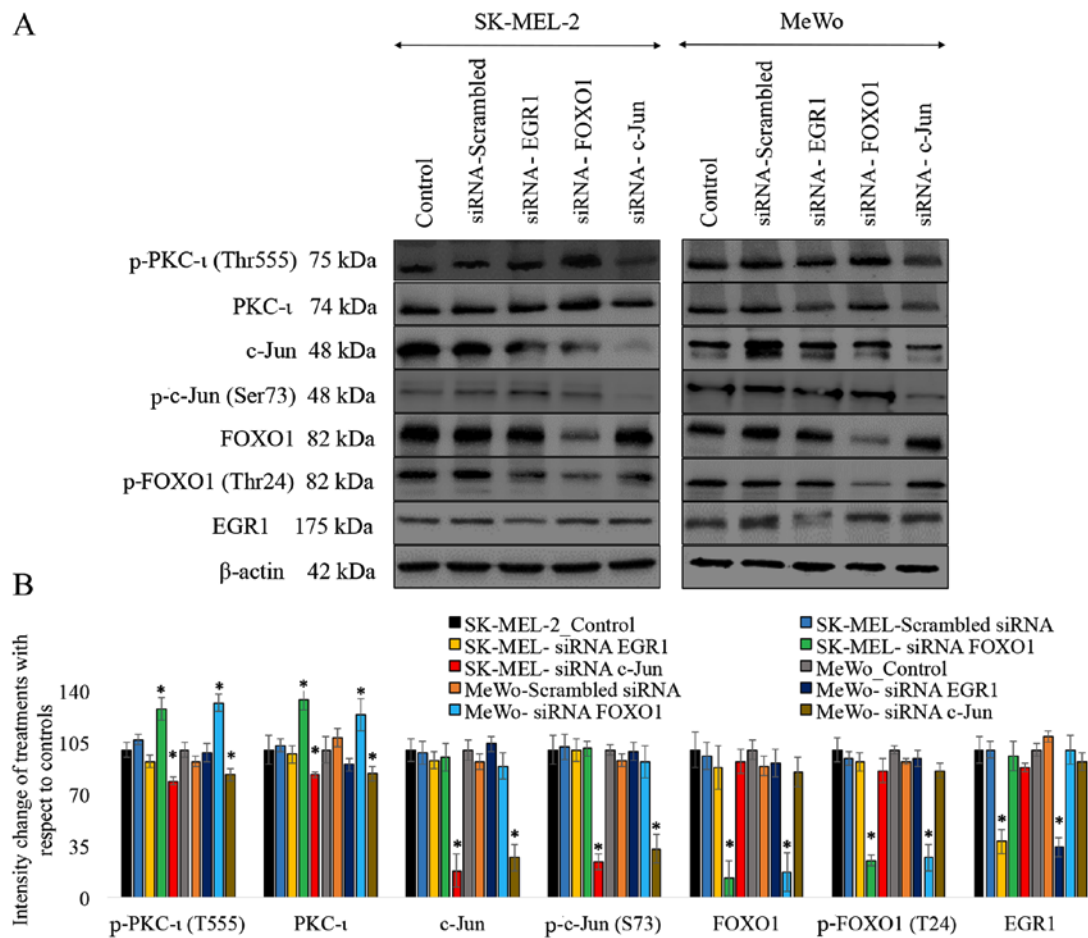 A
SK-MEL-2
MeWo
Control
siRNA-Scrambled
siRNA- EGR1
siRNA- FOXO1
siRNA- c-Jun
Control
siRNA-Scrambled
siRNA- EGR1
siRNA- FOXO1
siRNA- c-Jun
p-PKC-ι (Thr555) 75 kDa
PKC-ι 74 kDa
c-Jun 48 kDa
p-c-Jun (Ser73) 48 kDa
FOXO1 82 kDa
p-FOXO1 (Thr24) 82 kDa
EGR1 175 kDa
β-actin 42 kDa
B
SK-MEL-2_Control
SK-MEL-Scrambled siRNA
SK-MEL- siRNA EGR1
SK-MEL- siRNA FOXO1
SK-MEL- siRNA c-Jun
MeWo_Control
MeWo-Scrambled siRNA
MeWo- siRNA EGR1
MeWo- siRNA FOXO1
MeWo- siRNA c-Jun
Intensity change of treatments with
respect to controls
140
105
70
35
0
* * * *
* * * *
* *
* *
* *
* *
* *
p-PKC-ι (T555) PKC-ι c-Jun p-c-Jun (S73) FOXO1 p-FOXO1 (T24) EGR1